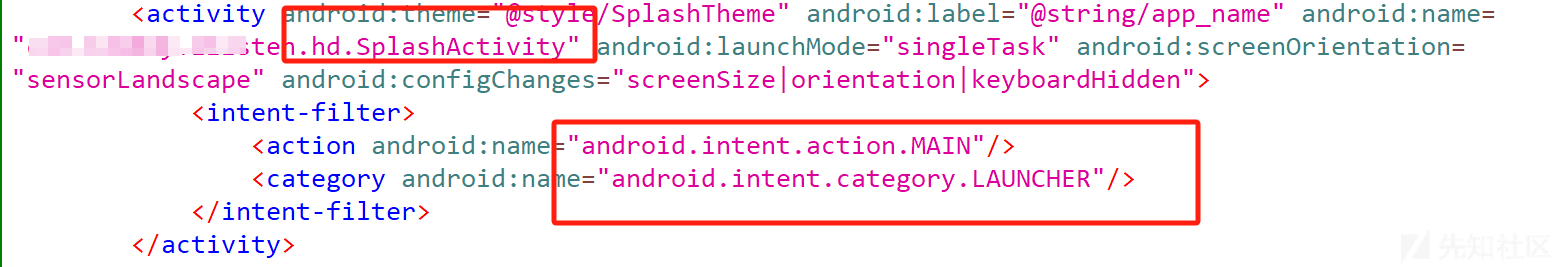 <activity android:theme="@style/SplashTheme" android:label="@string/app_name" android:name=
en.hd.SplashActivity" android:launchMode="singleTask" android:screenOrientation=
"sensorLandscape" android:configChanges="screenSize|orientation|keyboardHidden">
<intent-filter>
<action android:name="android.intent.action.MAIN"/>
<category android:name="android.intent.category.LAUNCHER"/>
</intent-filter>
</activity>
先知社区